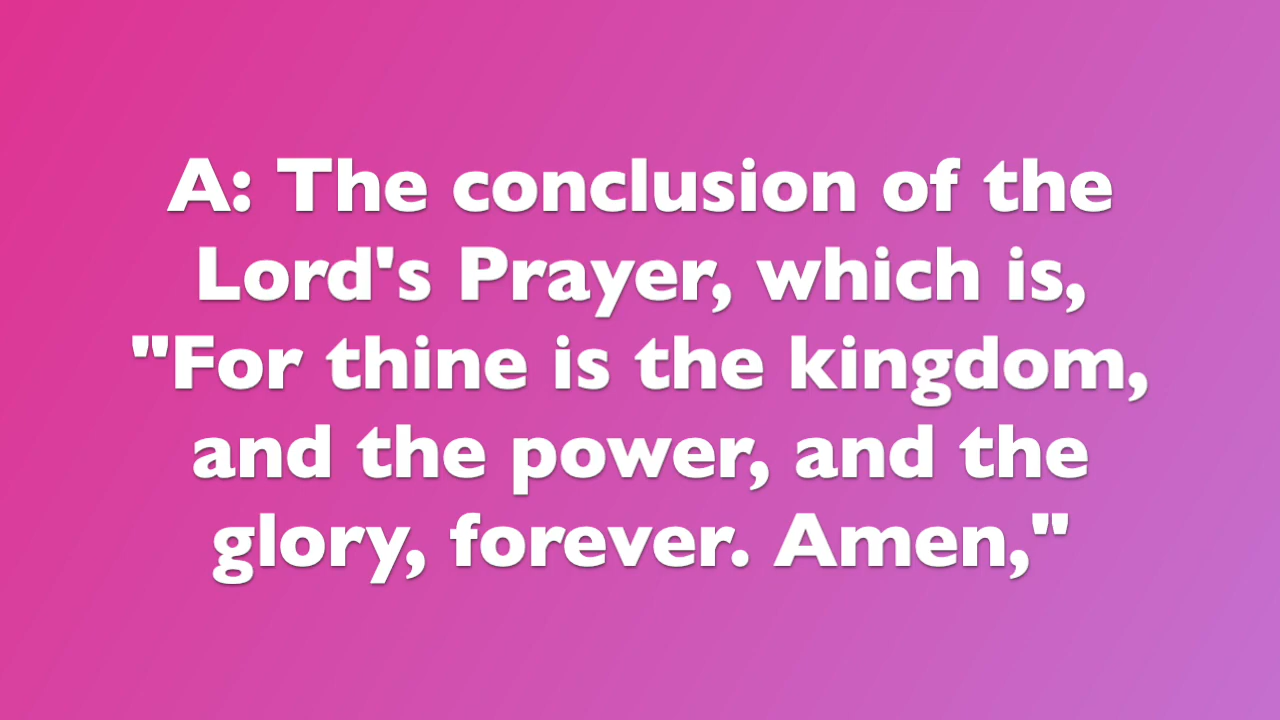 A: The conclusion of the
Lord's Prayer, which is,
"For thine is the kingdom,
and the power, and the
glory, forever. Amen,"